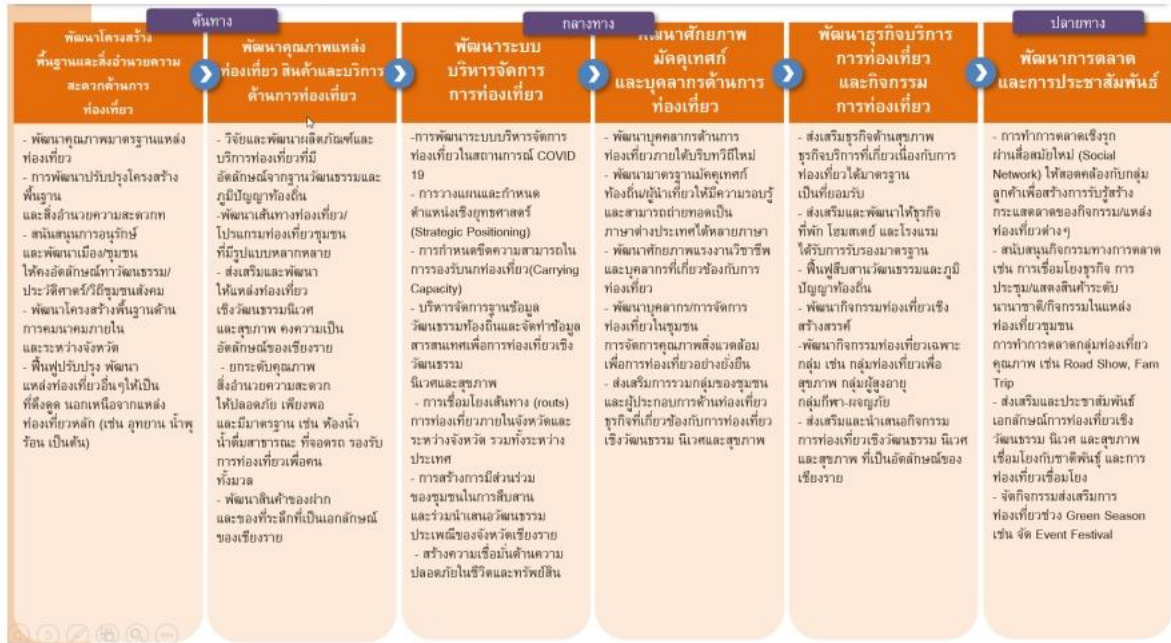 ต้นทาง
กลางทาง
ปลายทาง
พัฒนาโครงสร้าง
พื้นฐานและสิ่งอำนวยความ
สะดวกด้านการ
ท่องเที่ยว
พัฒนาคุณภาพแหล่ง
ท่องเที่ยว สินค้าและบริการ
ด้านการท่องเที่ยว
พัฒนาระบบ
บริหารจัดการ
การท่องเที่ยว
พัฒนาศักยภาพ
มัคคุเทศก์
และบุคลากรด้านการ
ท่องเที่ยว
พัฒนาธุรกิจบริการ
การท่องเที่ยว
และกิจกรรม
การท่องเที่ยว
พัฒนาการตลาด
และการประชาสัมพันธ์
- พัฒนาคุณภาพมาตรฐานแหล่ง
ท่องเที่ยว
- การพัฒนาปรับปรุงโครงสร้าง
พื้นฐาน
และสิ่งอำนวยความสะดวกท
- สนันสนุนการอนุรักษ์
และพัฒนาเมือง/ชุมชน
ให้คงอัตลักษณ์ทาวัฒนธรรม/
ประวัติศาตร์/วิถีชุมชนสังคม
- พัฒนาโครงสร้างพื้นฐานด้าน
การคมนาคมภายใน
และระหว่างจังหวัด
- ฟื้นฟูปรับปรุง พัฒนา
แหล่งท่องเที่ยวอื่นๆให้เป็น
ที่ดึงดูด นอกเหนือจากแหล่ง
ท่องเที่ยวหลัก (เช่น อุทยาน น้ำพุ
ร้อน เป็นต้น)
- วิจัยและพัฒนาผลิตภัณฑ์และ
บริการท่องเที่ยวที่มี
อัตลักษณ์จากฐานวัฒนธรรมและ
ภูมิปัญญาท้องถิ่น
-พัฒนาเส้นทางท่องเที่ยว/
โปรแกรมท่องเที่ยวชุมชน
ที่มีรูปแบบหลากหลาย
- ส่งเสริมและพัฒนา
ให้แหล่งท่องเที่ยว
เชิงวัฒนธรรมนิเวศ
และสุขภาพ คงความเป็น
อัตลักษณ์ของเชียงราย
- ยกระดับคุณภาพ
สิ่งอำนวยความสะดวก
ให้ปลอดภัย เพียงพอ
และมีมาตรฐาน เช่น ห้องน้ำ
น้ำดื่มสาธารณะ ที่จอดรถ รองรับ
การท่องเที่ยวเพื่อคน
ทั้งมวล
- พัฒนาสินค้าของฝาก
และของที่ระลึกที่เป็นเอกลักษณ์
ของเชียงราย
-การพัฒนาระบบบริหารจัดการ
ท่องเที่ยวในสถานการณ์ COVID
19
- การวางแผนและกำหนด
ตำแหน่งเชิงยุทธศาสตร์
(Strategic Positioning)
- การกำหนดขีดความสามารถใน
การรองรับนกท่องเที่ยว(Carrying
Capacity)
- บริหารจัดการฐานข้อมูล
วัฒนธรรมท้องถิ่นและจัดทำข้อมูล
สารสนเทศเพื่อการท่องเที่ยวเชิง
วัฒนธรรม
นิเวศและสุขภาพ
- การเชื่อมโยงเส้นทาง (routs)
การท่องเที่ยวภายในจังหวัดและ
ระหว่างจังหวัด รวมทั้งระหว่าง
ประเทศ
- การสร้างการมีส่วนร่วม
ของชุมชนในการสืบสาน
และร่วมนำเสนอวัฒนธรรม
ประเพณีของจังหวัดเชียงราย
- สร้างความเชื่อมั่นด้านความ
ปลอดภัยในชีวิตและทรัพย์สิน
- พัฒนาบุคคลากรด้านการ
ท่องเที่ยวภายใต้บริบทวิถีใหม่
- พัฒนามาตรฐานมัคคุเทศก์
ท้องถิ่น/ผู้นำเที่ยวให้มีความรอบรู้
และสามารถถ่ายทอดเป็น
ภาษาต่างประเทศได้หลายภาษา
- พัฒนาศักยภาพแรงงานวิชาชีพ
และบุคลากรที่เกี่ยวข้องกับการ
ท่องเที่ยว
- พัฒนาบุคลากร/การจัดการ
ท่องเที่ยวในชุมชน
การจัดการคุณภาพสิ่งแวดล้อม
เพื่อการท่องเที่ยวอย่างยั่งยืน
- ส่งเสริมการรวมกลุ่มของชุมชน
และผู้ประกอบการด้านท่องเที่ยว
ธุรกิจที่เกี่ยวข้องกับการท่องเที่ยว
เชิงวัฒนธรรม นิเวศและสุขภาพ
- ส่งเสริมธุรกิจด้านสุขภาพ
ธุรกิจบริการที่เกี่ยวเนื่องกับการ
ท่องเที่ยวได้มาตรฐาน
เป็นที่ยอมรับ
- ส่งเสริมและพัฒนาให้ธุรกิจ
ที่พัก โฮมสเตย์ และโรงแรม
ได้รับการรับรองมาตรฐาน
- ฟื้นฟูสืบสานวัฒนธรรมและภูมิ
ปัญญาท้องถิ่น
- พัฒนากิจกรรมท่องเที่ยวเชิง
สร้างสรรค์
-พัฒนากิจกรรมท่องเที่ยวเฉพาะ
กลุ่ม เช่น กลุ่มท่องเที่ยวเพื่อ
สุขภาพ กลุ่มผู้สูงอายุ
กลุ่มกีฬา-ผจญภัย
- ส่งเสริมและนำเสนอกิจกรรม
การท่องเที่ยวเชิงวัฒนธรรม นิเวศ
และสุขภาพ ที่เป็นอัตลักษณ์ของ
เชียงราย
- การทำการตลาดเชิงรุก
ผ่านสื่อสมัยใหม่ (Social
Network) ให้สอดคล้องกับกลุ่ม
ลูกค้าเพื่อสร้างการรับรู้สร้าง
กระแสตลาดของกิจกรรม/แหล่ง
ท่องเที่ยวต่างๆ
- สนับสนุนกิจกรรมทางการตลาด
เช่น การเชื่อมโยงธุรกิจ การ
ประชุม/แสดงสินค้าระดับ
นานาชาติ/กิจกรรมในแหล่ง
ท่องเที่ยวชุมชน
การทำการตลาดกลุ่มท่องเที่ยว
คุณภาพ เช่น Road Show, Fam
Trip
- ส่งเสริมและประชาสัมพันธ์
เอกลักษณ์การท่องเที่ยวเชิง
วัฒนธรรม นิเวศ และสุขภาพ
เชื่อมโยงกับชาติพันธุ์ และการ
ท่องเที่ยวเชื่อมโยง
- จัดกิจกรรมส่งเสริมการ
ท่องเที่ยวช่วง Green Season
เช่น จัด Event Festival